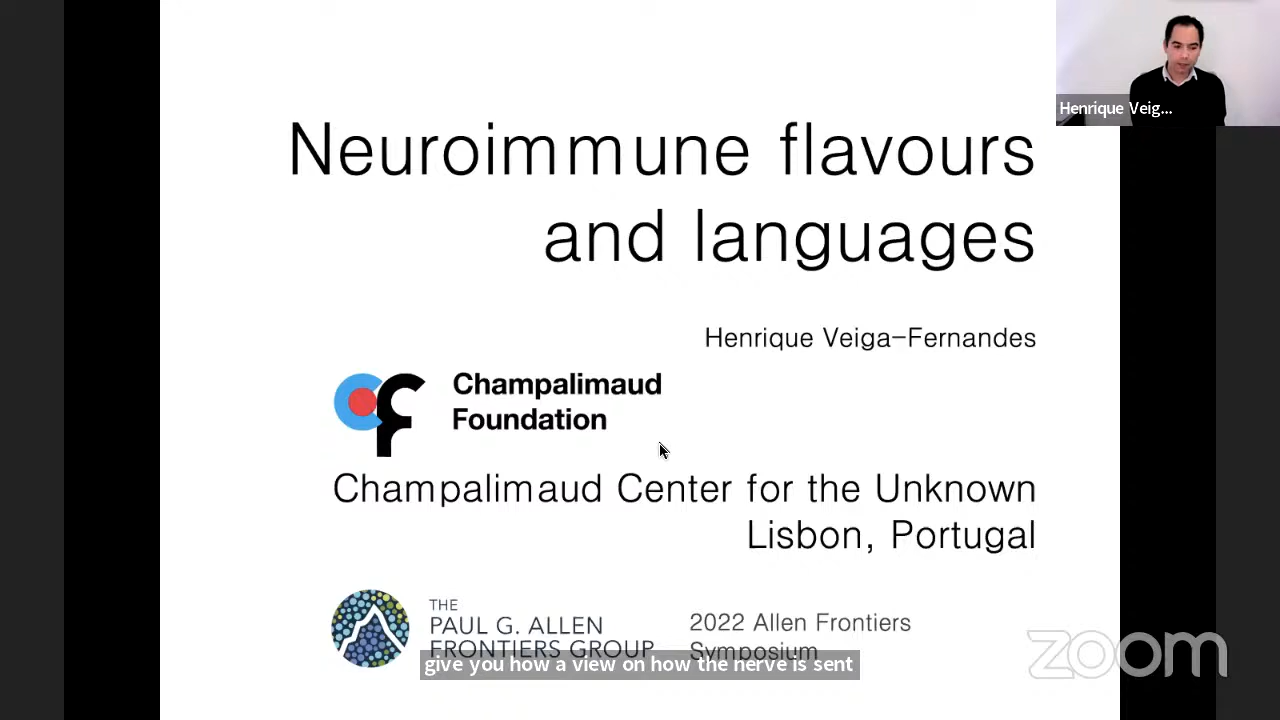 Henrique Veig...
Neuroimmune flavours
and languages
Henrique Veiga-Fernandes
Champalimaud
Foundation
Champalimaud Center for the Unknown
Lisbon, Portugal
THE
PAUL G. ALLEN
FRONTIERS GROUP
2022 Allen Frontiers
Symposium
give you how a view on how the nerve is sent
zoom